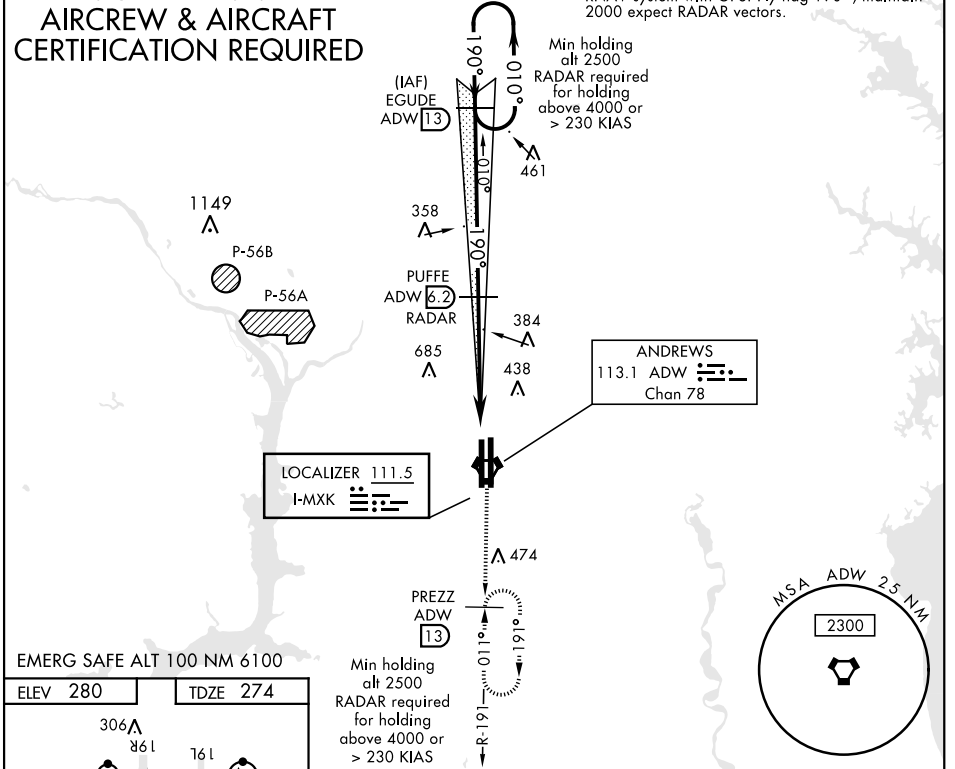 AIRCREW & AIRCRAFT
CERTIFICATION REQUIRED
2000 expect RADAR vectors.
Min holding
alt 2500
RADAR required
for holding
above 4000 or
> 230 KIAS
190°
010°
(IAF)
EGUDE
ADW 13
461
010°
1149
358
P-56B
190°
P-56A
PUFFE
ADW 6.2
RADAR
384
685
438
ANDREWS
113.1 ADW
Chan 78
LOCALIZER 111.5
I-MXK
474
PREZZ
ADW
13
011°
191°
R-191
MSA ADW 25 NM
2300
EMERG SAFE ALT 100 NM 6100
Min holding
alt 2500
RADAR required
for holding
above 4000 or
> 230 KIAS
ELEV 280
TDZE 274
306
19R
19L